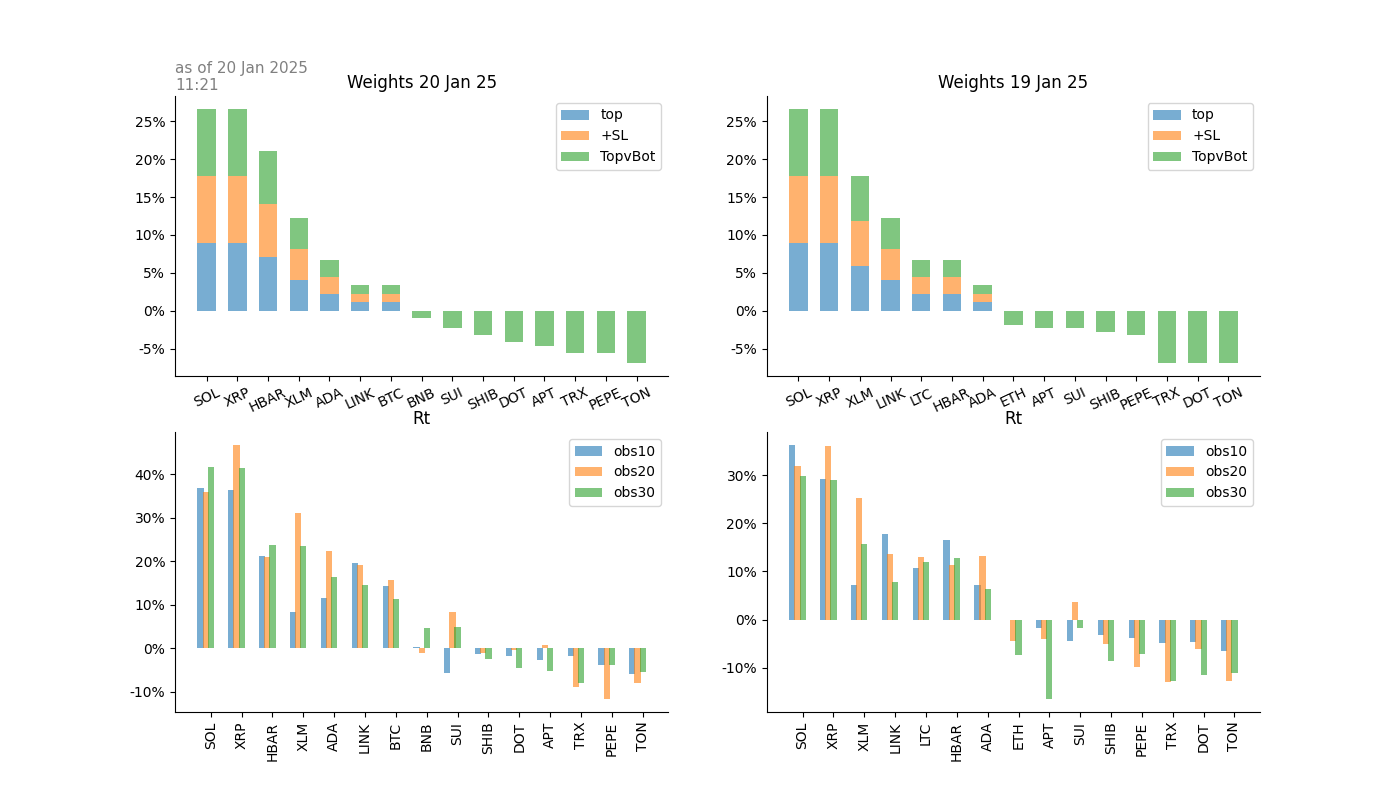 as of 20 Jan 2025
11:21
Weights 20 Jan 25
25%
20%
15%
10%
5%
0%
-5%
top
+SL
TopvBot
SOL XRP HBAR XLM ADA LINK BTC BNB SUI SHIB DOT APT TRX PEPE TON
Weights 19 Jan 25
25%
20%
15%
10%
5%
0%
-5%
top
+SL
TopvBot
SOL XRP XLM LINK LTC HBAR ADA ETH APT SUI SHIB PEPE TRX DOT TON
Rt
40%
30%
20%
10%
0%
-10%
obs10
obs20
obs30
SOL XRP HBAR XLM ADA LINK BTC BNB SUI SHIB DOT APT TRX PEPE TON
Rt
30%
20%
10%
0%
-10%
obs10
obs20
obs30
SOL XRP XLM LINK LTC HBAR ADA ETH APT SUI SHIB PEPE TRX DOT TON